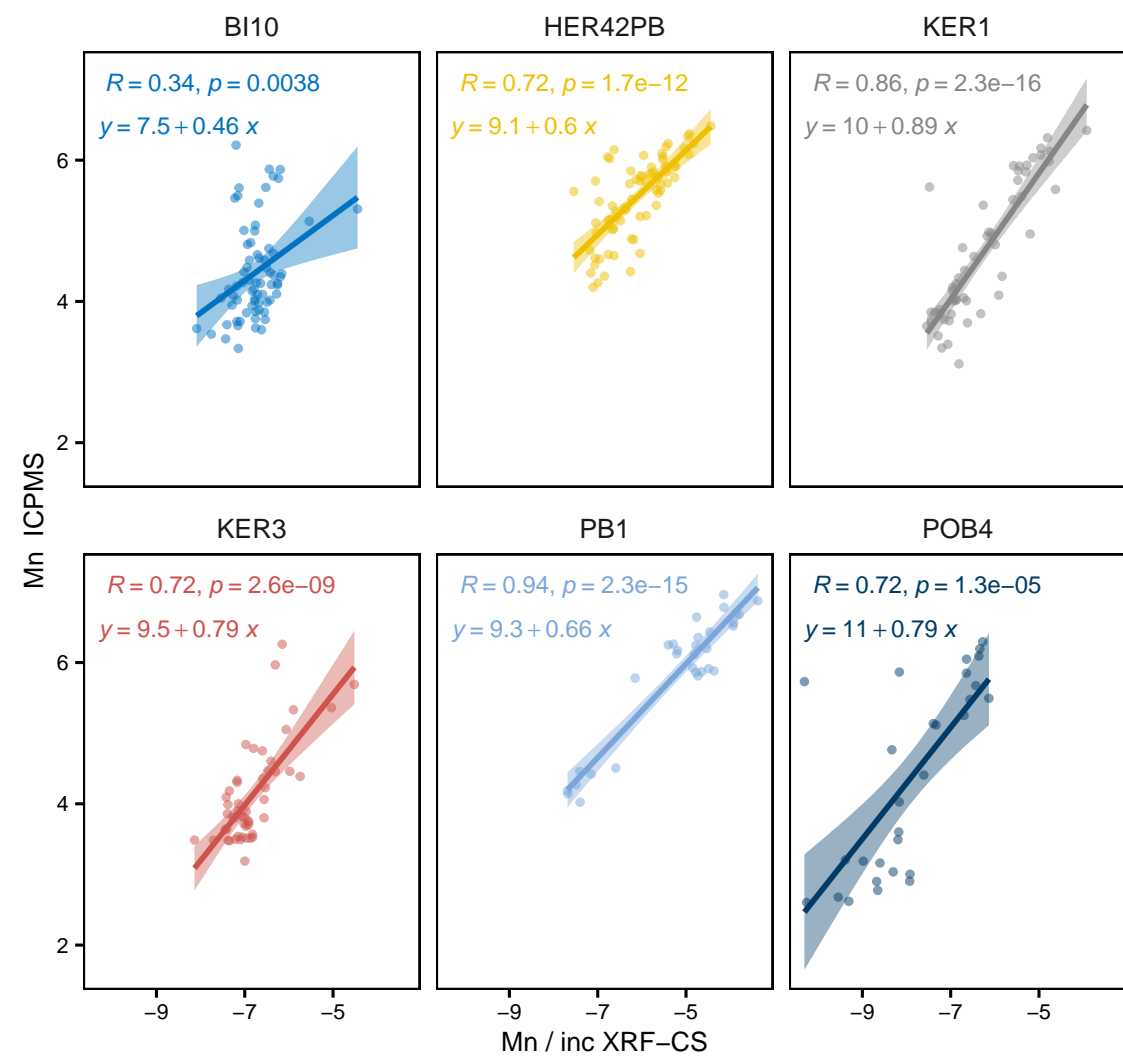 BI10 HER42PB KER1
R = 0.34, p = 0.0038 R = 0.72, p = 1.7e−12 R = 0.86, p = 2.3e−16
y = 7.5 + 0.46 x y = 9.1 + 0.6 x y = 10 + 0.89 x
6
4
2
Mn ICPMS
KER3 PB1 POB4
R = 0.72, p = 2.6e−09 R = 0.94, p = 2.3e−15 R = 0.72, p = 1.3e−05
y = 9.5 + 0.79 x y = 9.3 + 0.66 x y = 11 + 0.79 x
6
4
2
−9 −7 −5 −9 −7 −5 −9 −7 −5
Mn / inc XRF−CS